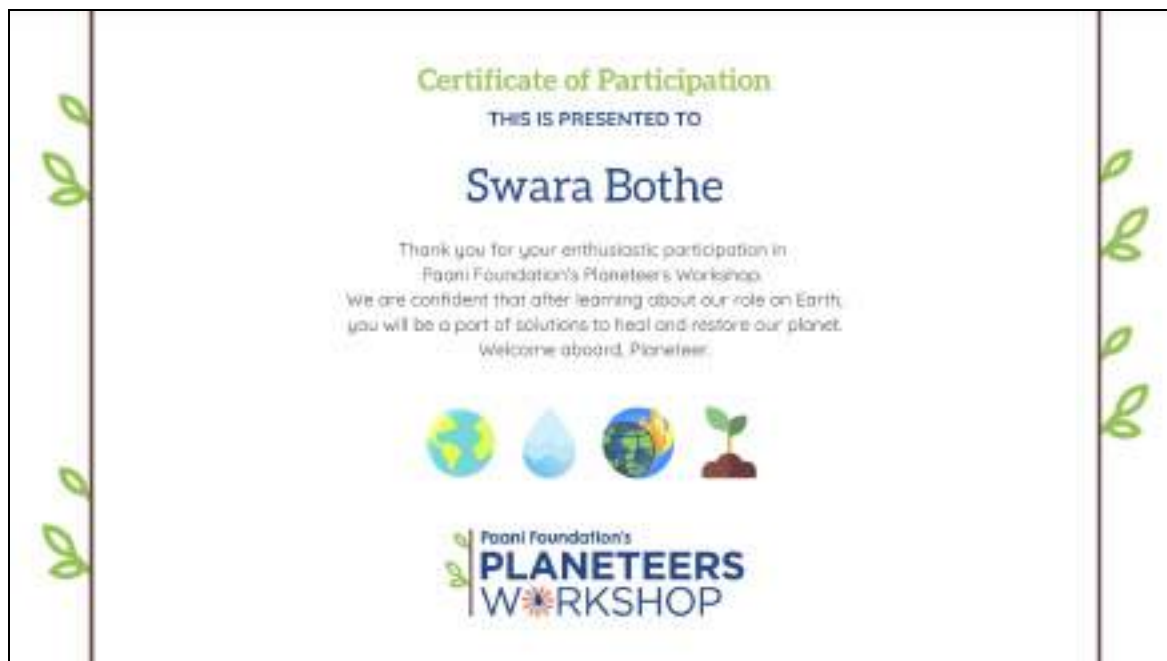 Certificate of Participation
THIS IS PRESENTED TO
Swara Bothe
Thank you for your enthusiastic participation in
Paani Foundation's Planeteers Workshop.
We are confident that after learning about our role on Earth,
you will be a part of solutions to heal and restore our planet.
Welcome aboard, Planeteer.
Paani Foundation's
PLANETEERS
WORKSHOP